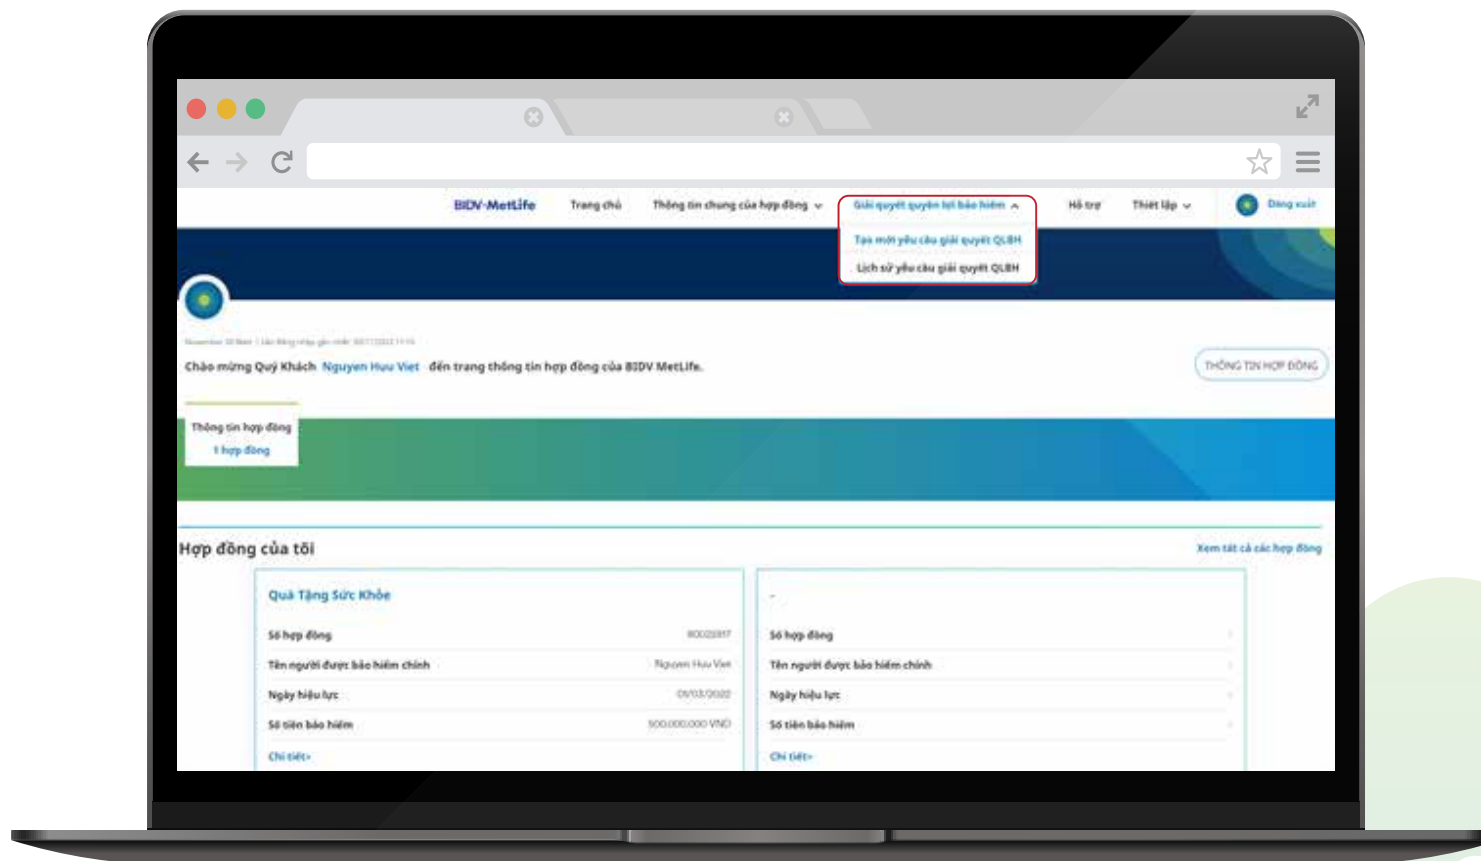 BIDV-MetLife Trang chủ Thông tin chung của hợp đồng Giải quyết quyền lợi bảo hiểm Hỗ trợ Thiết lập Đăng xuất
Tạo mới yêu cầu giải quyết QLBH
Lịch sử yêu cầu giải quyết QLBH
Chào mừng Quý Khách Nguyen Huu Viet đến trang thông tin hợp đồng của BIDV MetLife.
THÔNG TIN HỢP ĐỒNG
Thông tin hợp đồng
1 hợp đồng
Hợp đồng của tôi
Xem tất cả các hợp đồng
Quà Tặng Sức Khỏe
Số hợp đồng
Tên người được bảo hiểm chính Nguyen Huu Viet
Ngày hiệu lực
Số tiền bảo hiểm 500.000.000 VND
Chi tiết>
-
Số hợp đồng
Tên người được bảo hiểm chính
Ngày hiệu lực
Số tiền bảo hiểm
Chi tiết>